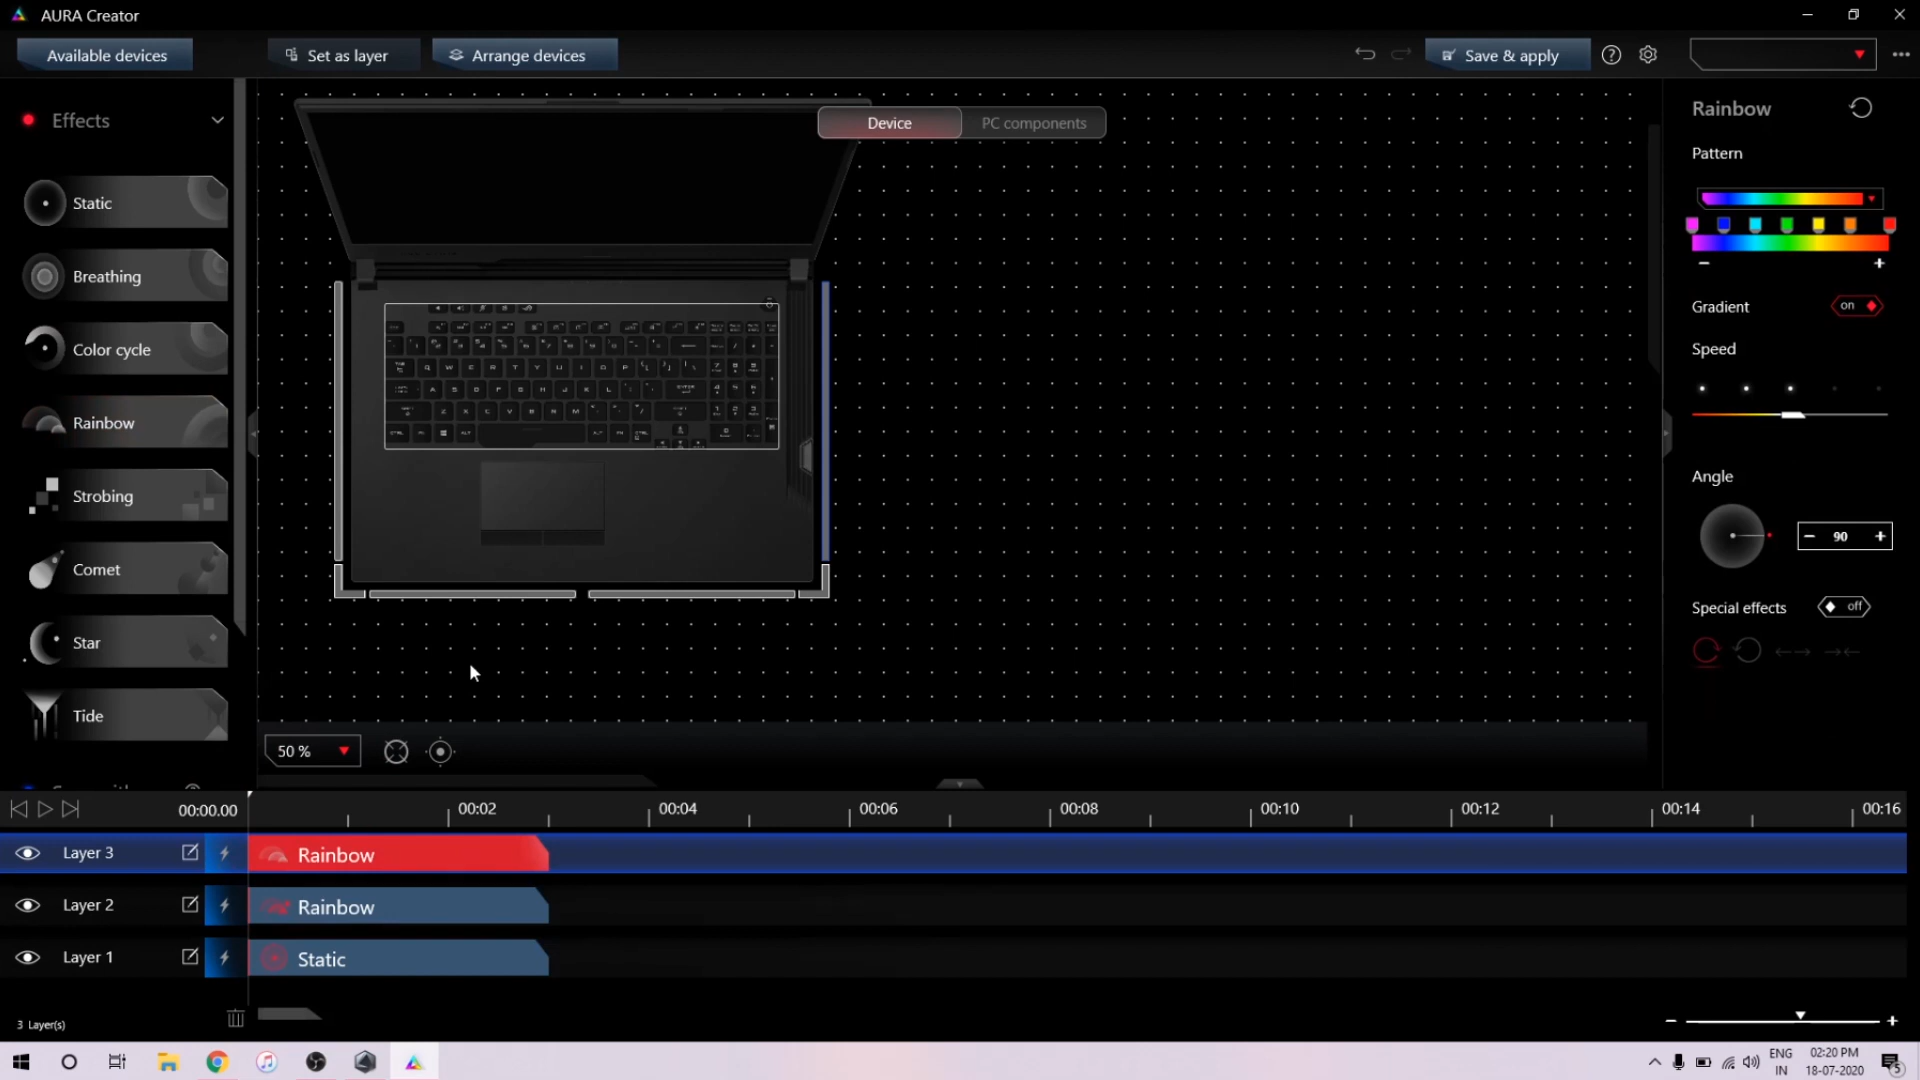 AURA Creator
Available devices
Set as layer
Arrange devices
Save & apply
Effects
Device
PC components
Static
Breathing
Color cycle
Rainbow
Strobing
Comet
Star
Tide
50 %
Rainbow
Pattern
Gradient
on
Speed
Angle
90
Special effects
off
00:00.00
00:02
00:04
00:06
00:08
00:10
00:12
00:14
00:16
Layer 3
Rainbow
Layer 2
Rainbow
Layer 1
Static
3 Layer(s)
ENG
IN
02:20 PM
18-07-2020
5